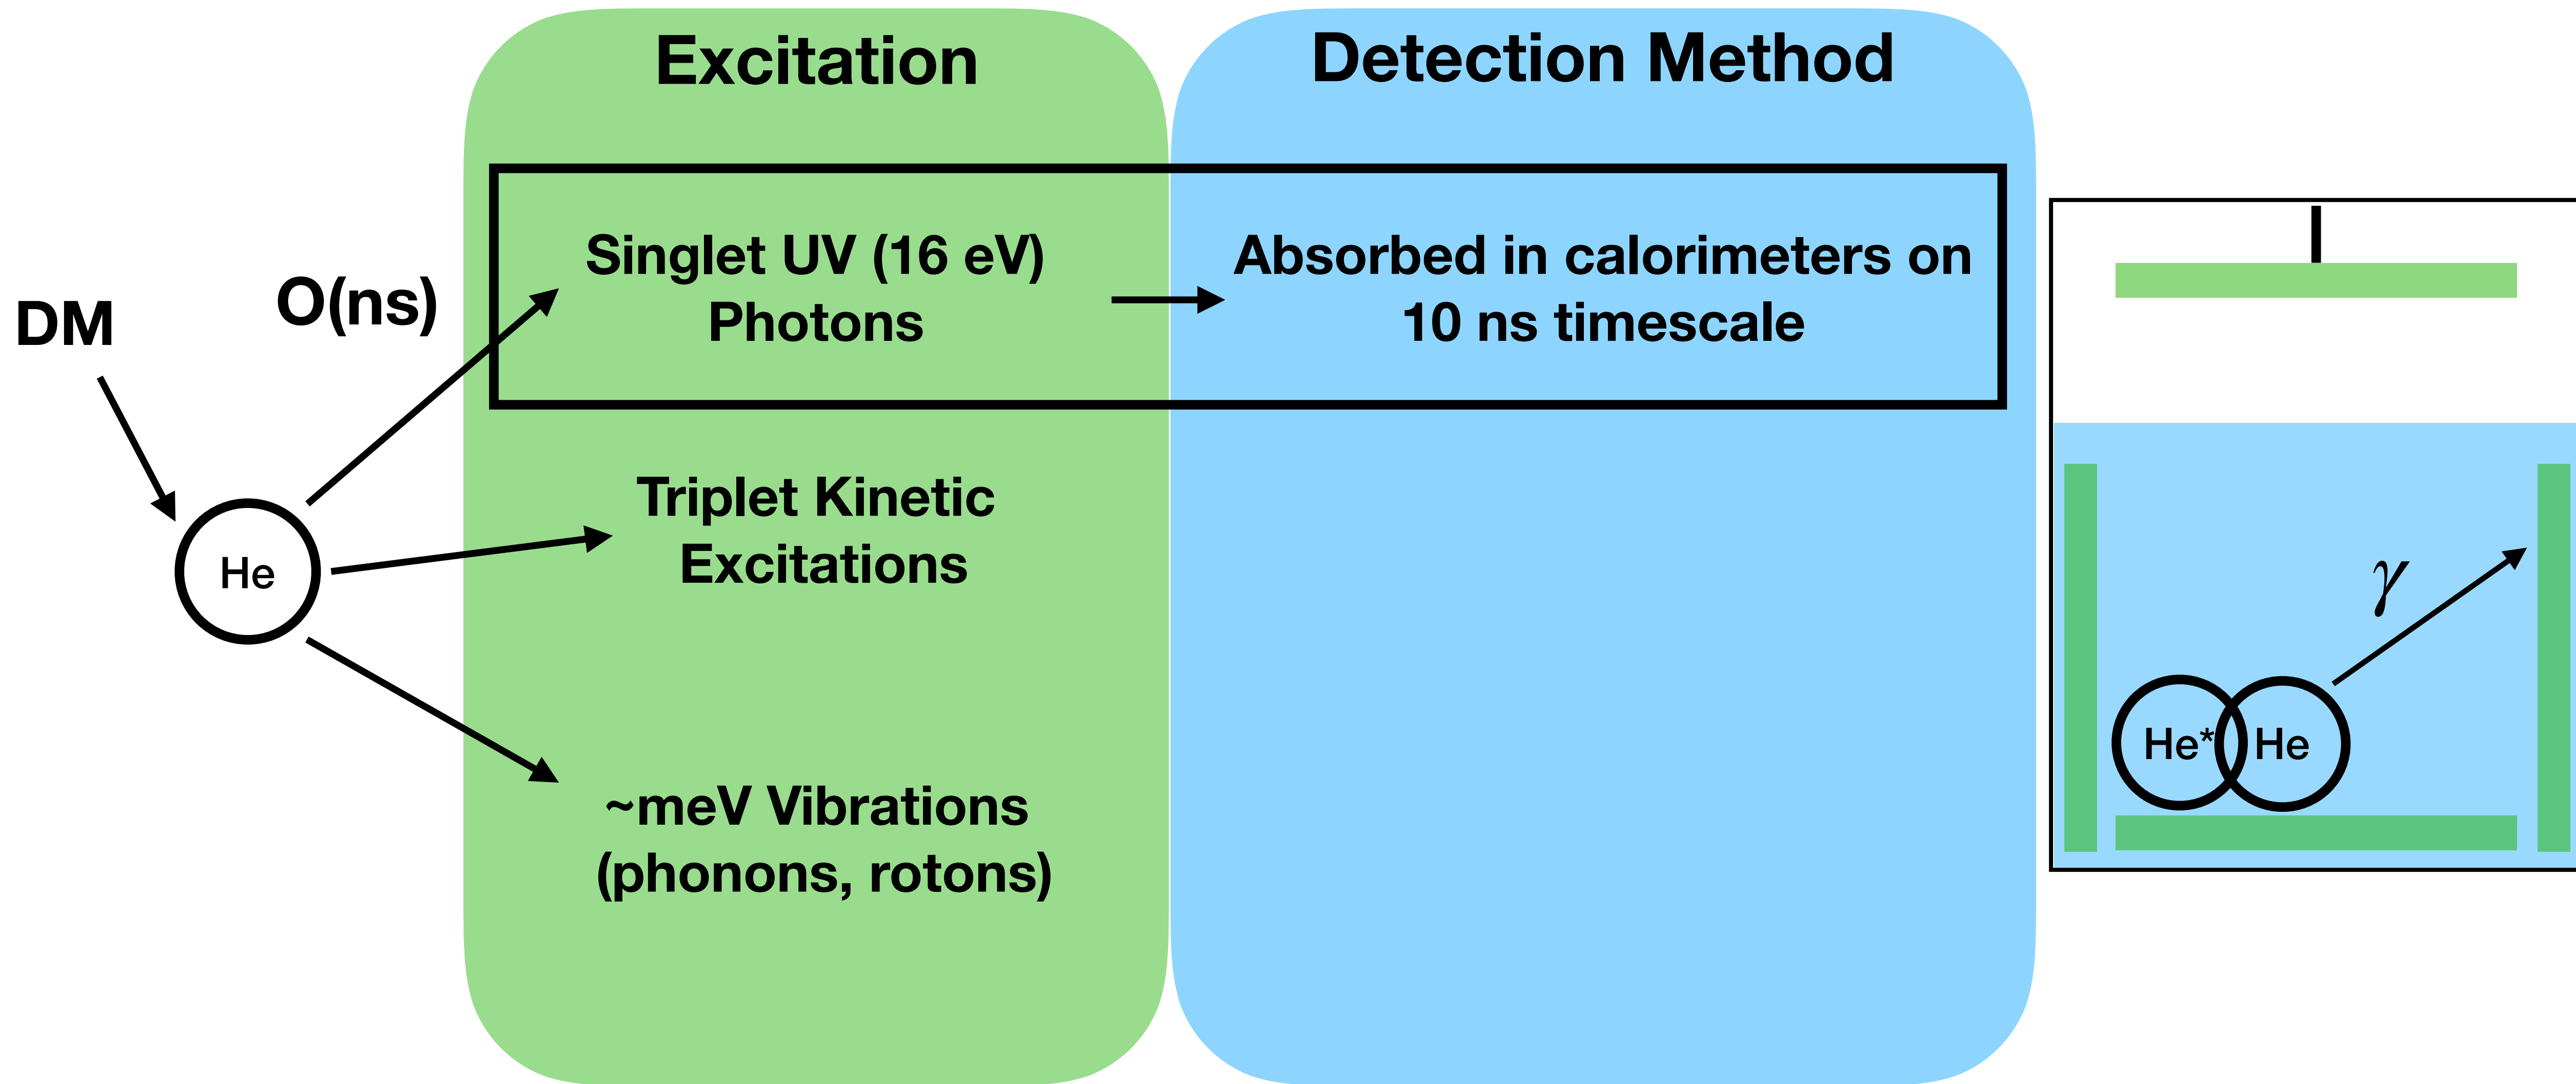 Excitation
Detection Method
DM
O(ns)
He
Singlet UV (16 eV)
Photons
Absorbed in calorimeters on
10 ns timescale
Triplet Kinetic
Excitations
~meV Vibrations
(phonons, rotons)
γ
He*
He